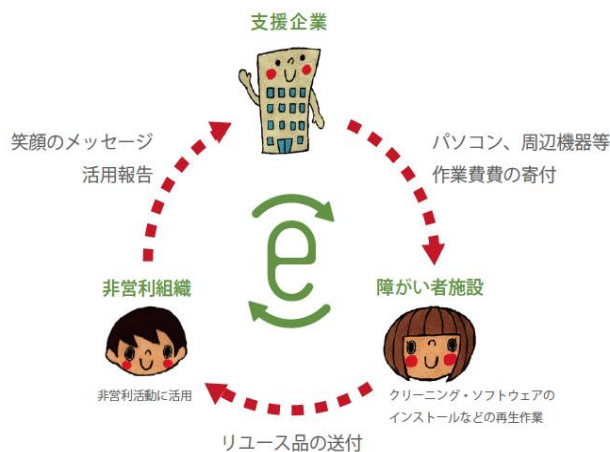 支援企業
笑顔のメッセージ
活用報告
パソコン、周辺機器等
作業費費の寄付
e
非営利組織
障がい者施設
非営利活動に活用
クリーニング・ソフトウェアの
インストールなどの再生作業
リユース品の送付